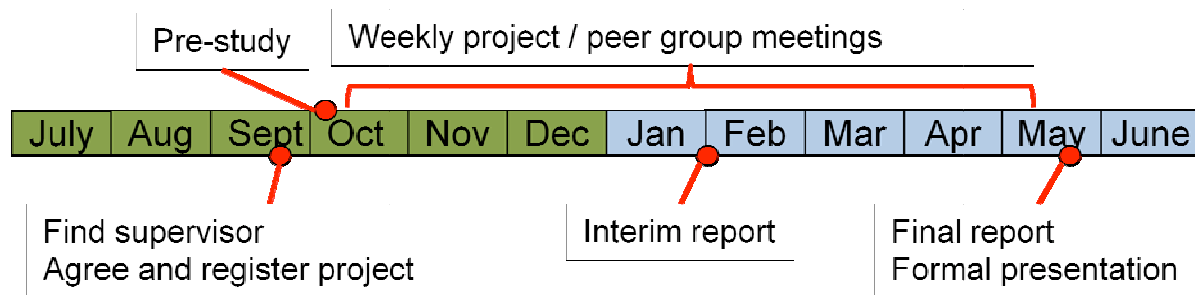 Pre-study
Weekly project / peer group meetings
July Aug Sept Oct Nov Dec Jan Feb Mar Apr May June
Find supervisor
Agree and register project
Interim report
Final report
Formal presentation